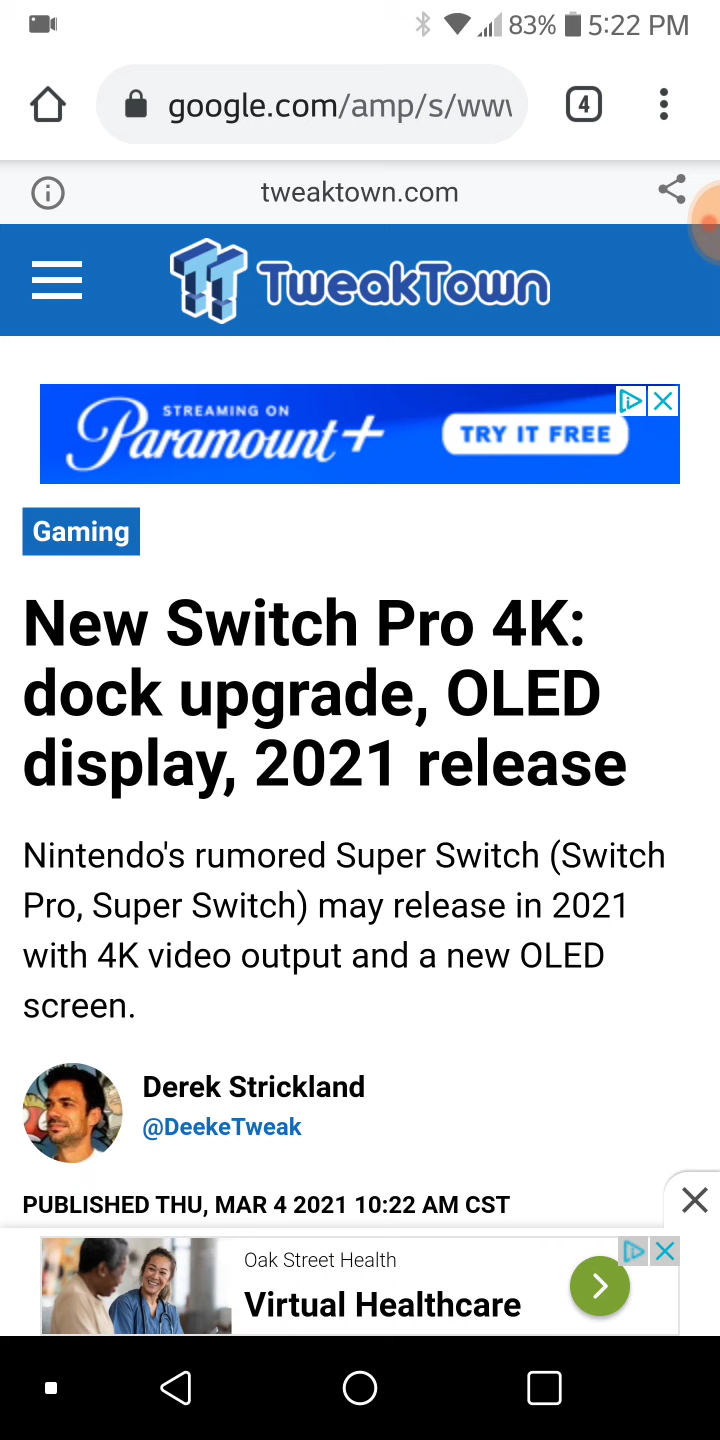 83% 5:22 PM
google.com/amp/s/www
4
tweaktown.com
TweakTown
STREAMING ON
Paramount+
TRY IT FREE
Gaming
New Switch Pro 4K:
dock upgrade, OLED
display, 2021 release
Nintendo's rumored Super Switch (Switch
Pro, Super Switch) may release in 2021
with 4K video output and a new OLED
screen.
Derek Strickland
@DeekeTweak
PUBLISHED THU, MAR 4 2021 10:22 AM CST
Oak Street Health
Virtual Healthcare